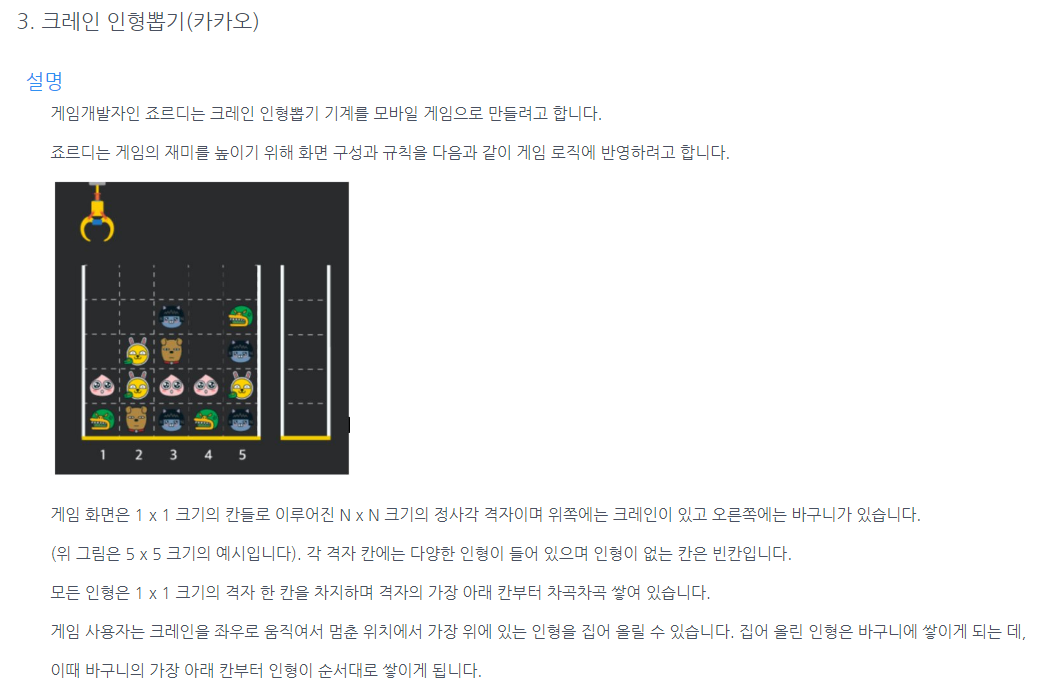 3. 크레인 인형뽑기(카카오)
설명
게임개발자인 죠르디는 크레인 인형뽑기 기계를 모바일 게임으로 만들려고 합니다.
죠르디는 게임의 재미를 높이기 위해 화면 구성과 규칙을 다음과 같이 게임 로직에 반영하려고 합니다.
1 2 3 4 5
게임 화면은 1 x 1 크기의 칸들로 이루어진 N x N 크기의 정사각 격자이며 위쪽에는 크레인이 있고 오른쪽에는 바구니가 있습니다.
(위 그림은 5 x 5 크기의 예시입니다). 각 격자 칸에는 다양한 인형이 들어 있으며 인형이 없는 칸은 빈칸입니다.
모든 인형은 1 x 1 크기의 격자 한 칸을 차지하며 격자의 가장 아래 칸부터 차곡차곡 쌓여 있습니다.
게임 사용자는 크레인을 좌우로 움직여서 멈춘 위치에서 가장 위에 있는 인형을 집어 올릴 수 있습니다. 집어 올린 인형은 바구니에 쌓이게 되는 데,
이때 바구니의 가장 아래 칸부터 인형이 순서대로 쌓이게 됩니다.